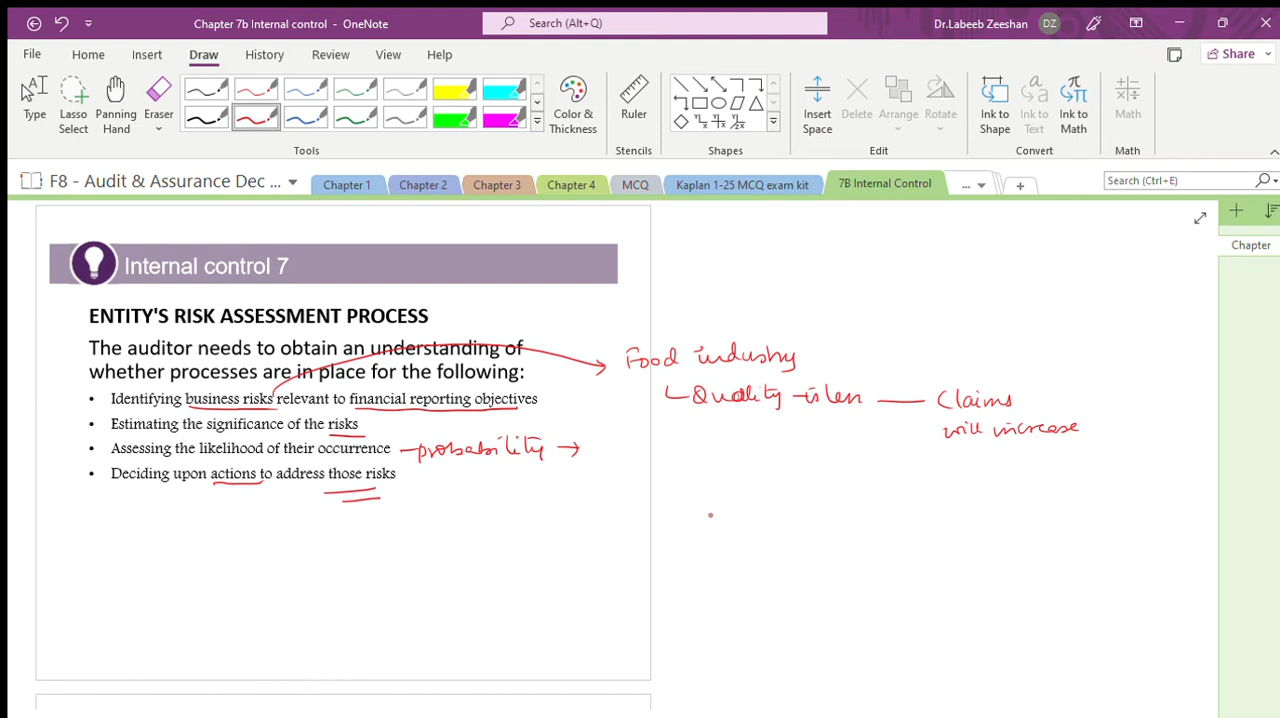 Chapter 7b Internal control - OneNote
Search (Alt+Q)
Dr.Labeeb Zeeshan
DZ
File
Home
Insert
Draw
History
Review
View
Help
Share
Type
Lasso Select
Panning Hand
Eraser
Color & Thickness
Ruler
Insert Space
Delete
Arrange
Rotate
Ink to Shape
Ink to Text
Ink to Math
Math
Tools
Stencils
Shapes
Edit
Convert
Math
F8 - Audit & Assurance Dec ...
Chapter 1
Chapter 2
Chapter 3
Chapter 4
MCQ
Kaplan 1-25 MCQ exam kit
7B Internal Control
...
Search (Ctrl+E)
Chapter
Internal control 7
ENTITY'S RISK ASSESSMENT PROCESS
The auditor needs to obtain an understanding of
whether processes are in place for the following:
• Identifying business risks relevant to financial reporting objectives
• Estimating the significance of the risks
• Assessing the likelihood of their occurrence – probability →
• Deciding upon actions to address those risks
Food industry
Quality is Claims
will increase